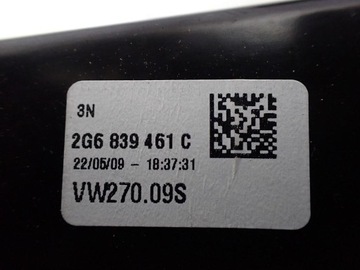 3N
2G6 839 461 C
22/05/09 - 18:37:31
VW270.09S